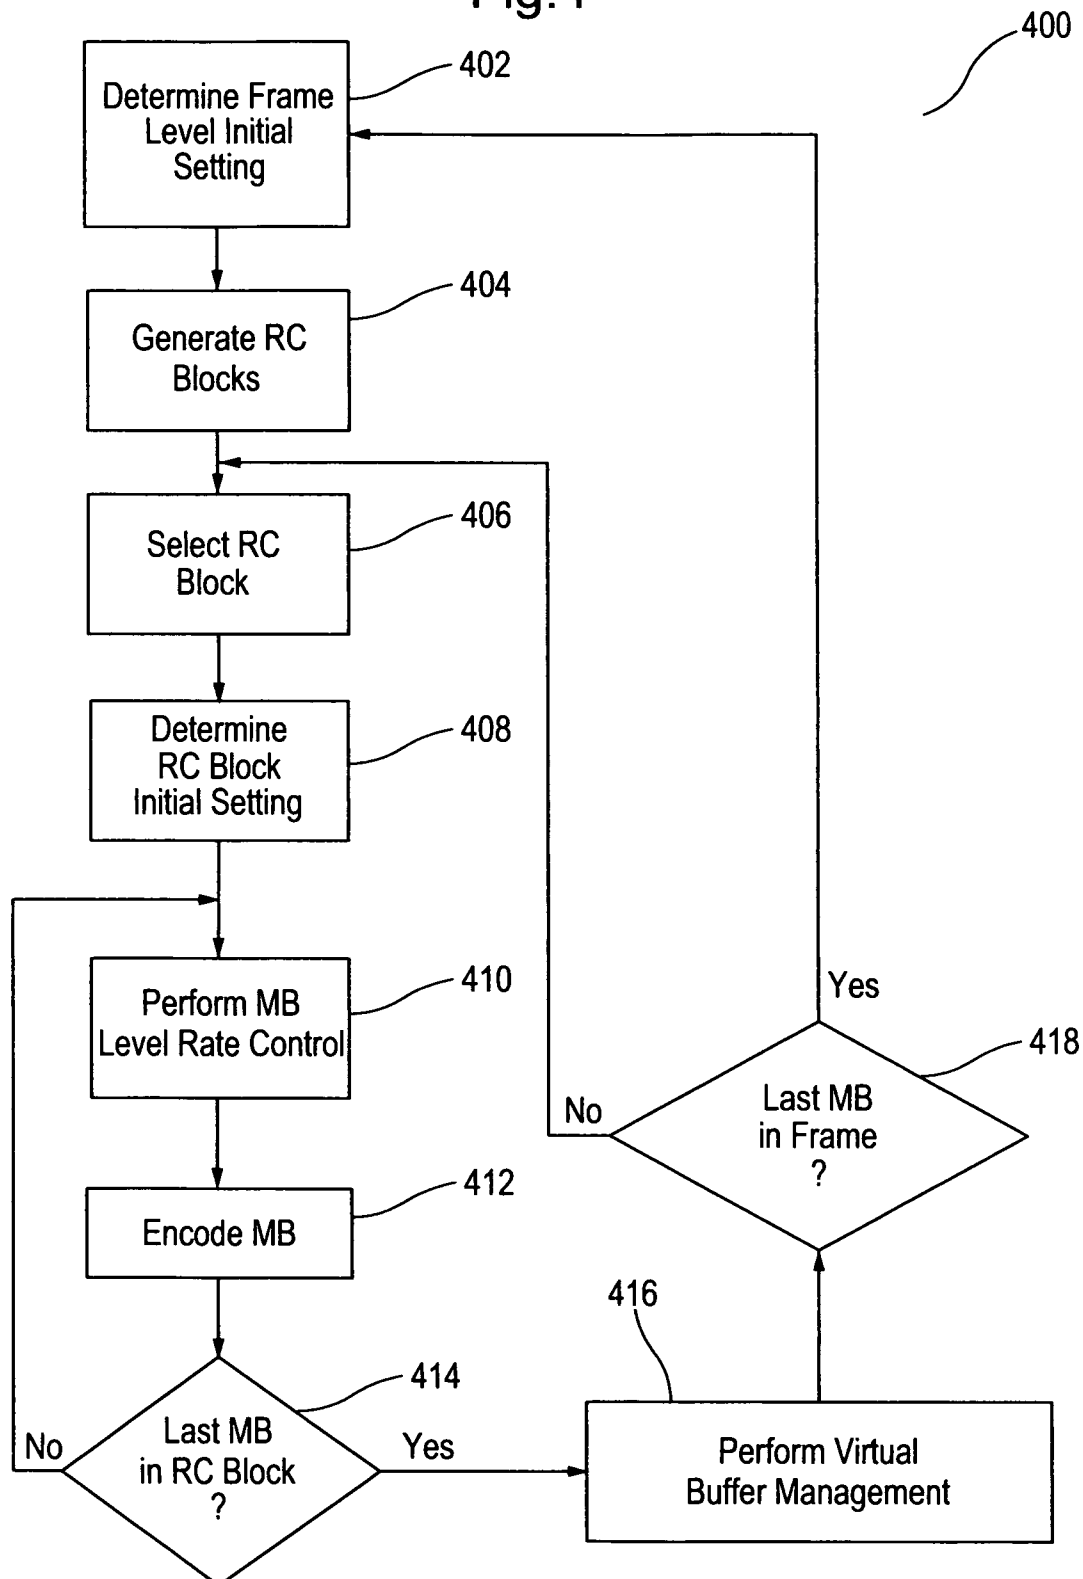 400
402
Determine Frame
Level Initial
Setting
404
Generate RC
Blocks
406
Select RC
Block
408
Determine
RC Block
Initial Setting
410
Perform MB
Level Rate Control
Yes
418
Last MB
in Frame
?
No
412
Encode MB
416
414
Last MB
in RC Block
?
No
Yes
Perform Virtual
Buffer Management